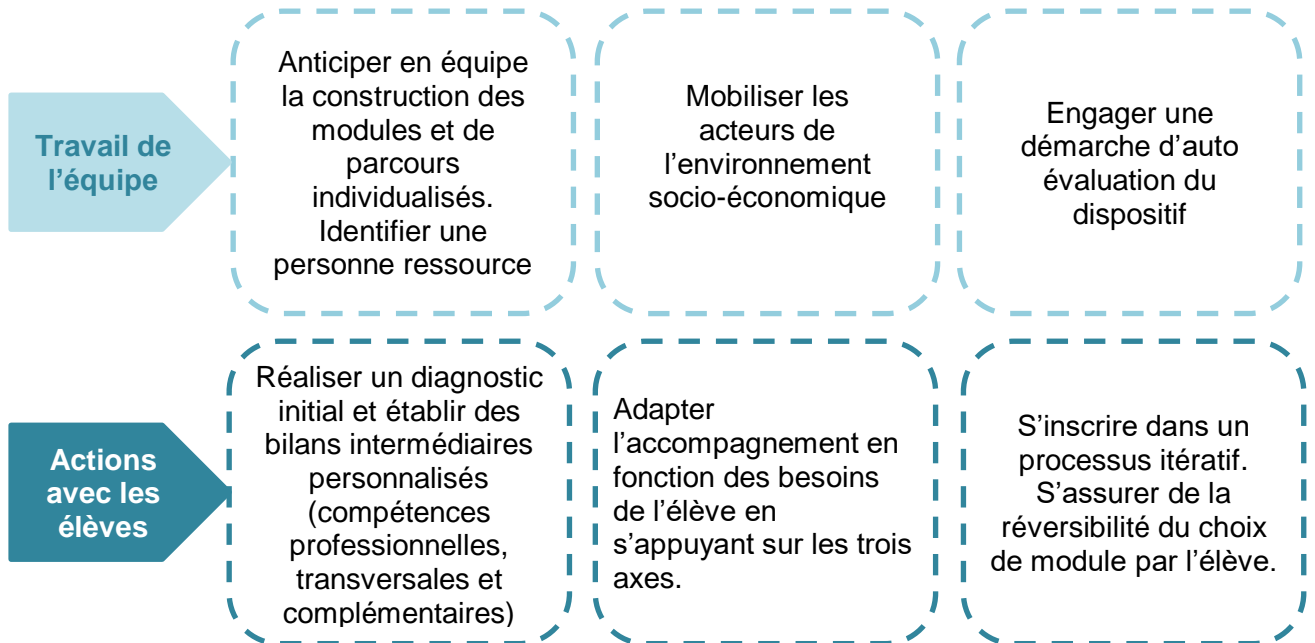 Travail de
l’équipe
Anticiper en équipe
la construction des
modules et de
parcours
individualisés.
Identifier une
personne ressource
Mobiliser les
acteurs de
l’environnement
socio-économique
Engager une
démarche d’auto
évaluation du
dispositif
Actions
avec les
élèves
Réaliser un diagnostic
initial et établir des
bilans intermédiaires
personnalisés
(compétences
professionnelles,
transversales et
complémentaires)
Adapter
l’accompagnement en
fonction des besoins
de l’élève en
s’appuyant sur les trois
axes.
S’inscrire dans un
processus itératif.
S’assurer de la
réversibilité du choix
de module par l’élève.